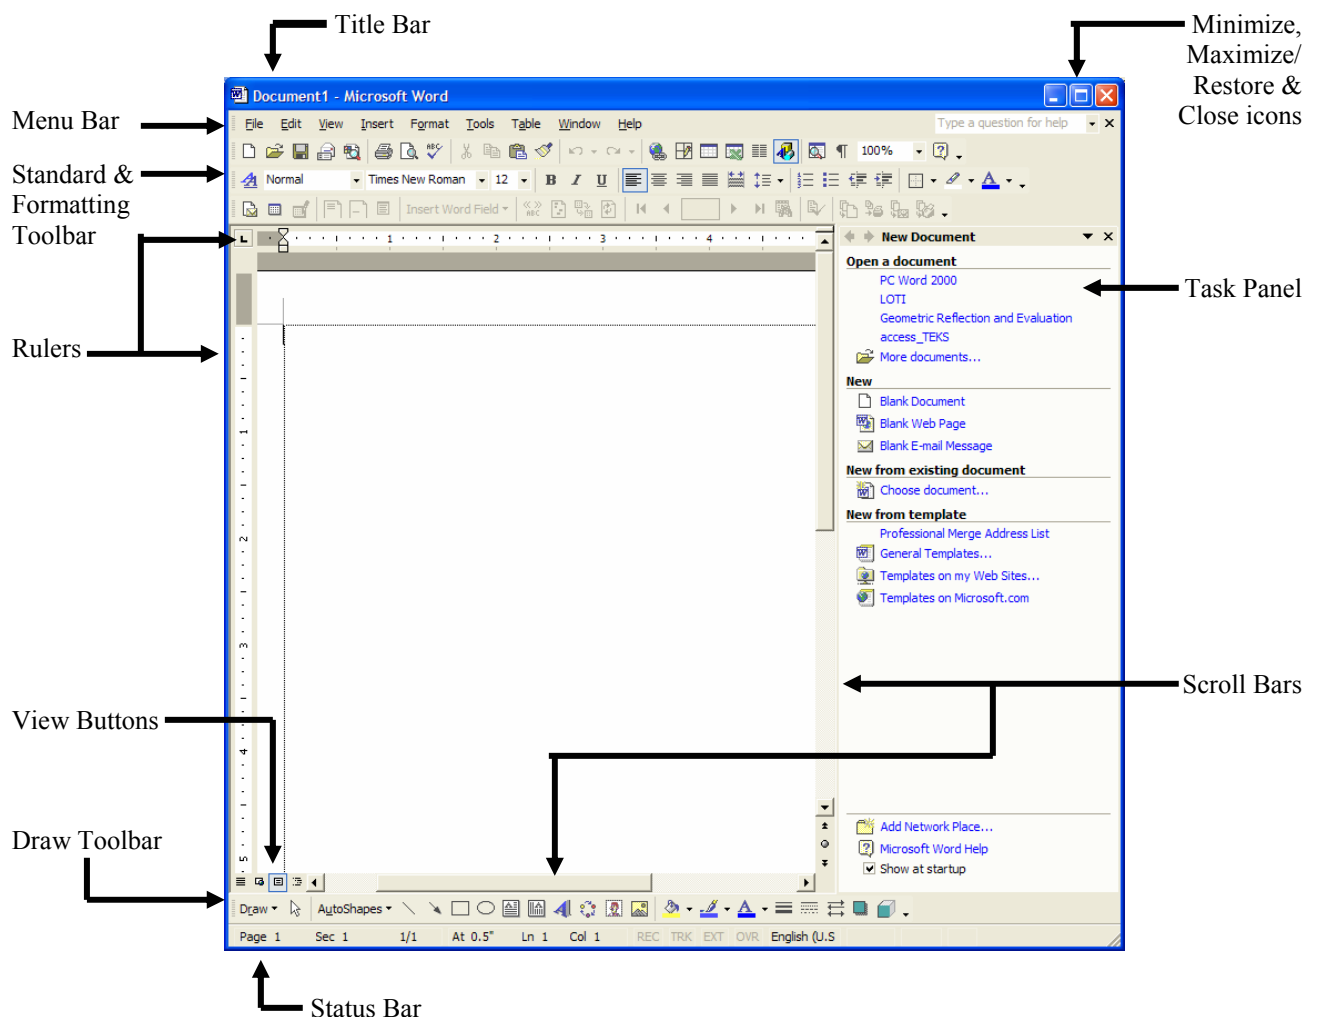 Title Bar
Minimize,
Maximize/
Restore &
Close icons
Document1 - Microsoft Word
Menu Bar
File Edit View Insert Format Tools Table Window Help
Type a question for help
100%
Standard &
Formatting
Toolbar
Normal Times New Roman 12 B I U
Insert Word Field
1 2 3 4
New Document
Open a document
PC Word 2000
LOTI
Geometric Reflection and Evaluation
access_TEKS
More documents...
Task Panel
Rulers
New
Blank Document
Blank Web Page
Blank E-mail Message
New from existing document
Choose document...
New from template
Professional Merge Address List
General Templates...
Templates on my Web Sites...
Templates on Microsoft.com
1
2
3
4
5
Scroll Bars
View Buttons
Add Network Place...
Microsoft Word Help
Show at startup
Draw Toolbar
Draw AutoShapes
Page 1 Sec 1 1/1 At 0.5" Ln 1 Col 1 REC TRK EXT OVR English (U.S
Status Bar